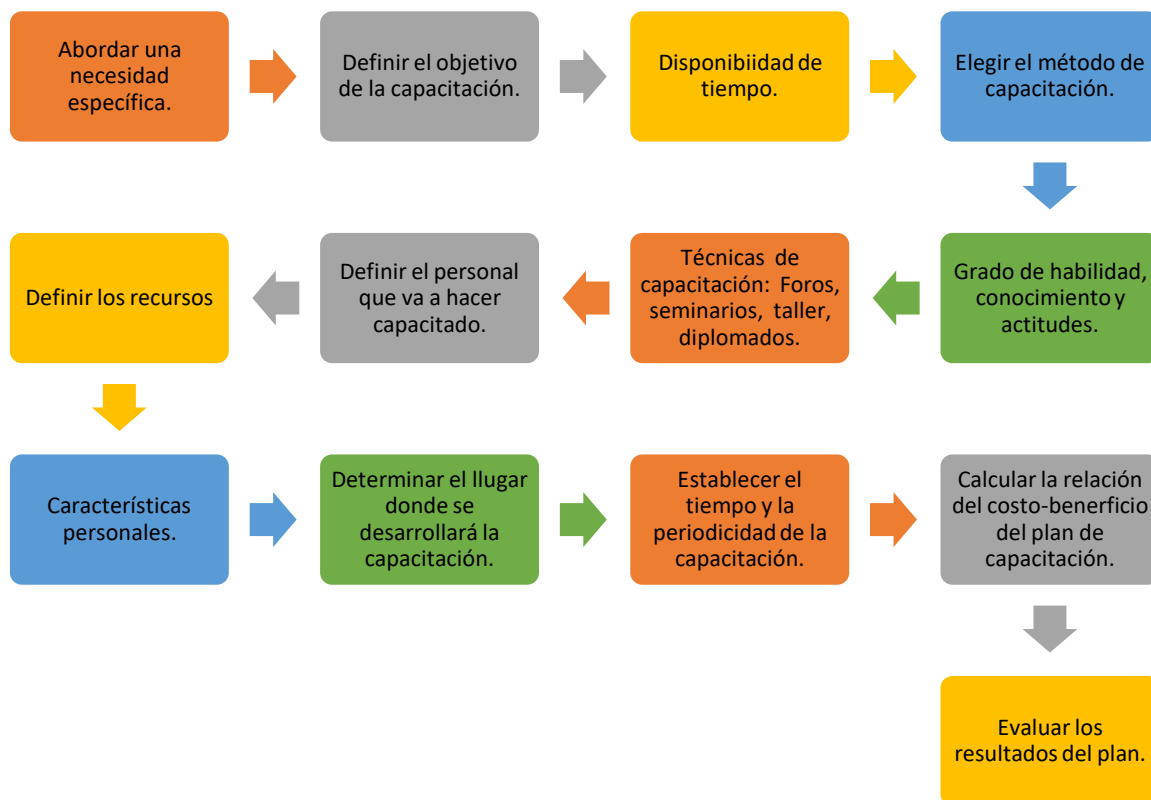 Abordar una
necesidad
específica.
Definir el objetivo
de la capacitación.
Disponibiidad de
tiempo.
Elegir el método de
capacitación.
Grado de habilidad,
conocimiento y
actitudes.
Técnicas de
capacitación: Foros,
seminarios, taller,
diplomados.
Definir el personal
que va a hacer
capacitado.
Definir los recursos
Característicias
personales.
Determinar el llugar
donde se
desarrollará la
capacitación.
Establecer el
tiempo y la
periodicidad de la
capacitación.
Calcular la relación
del costo-benerficio
del plan de
capacitación.
Evaluar los
resultados del plan.